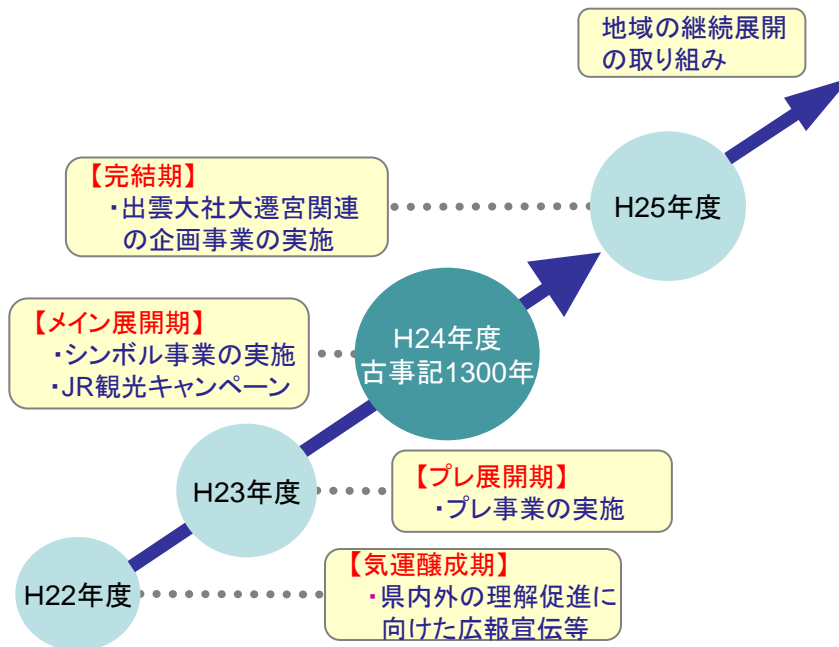 地域の継続展開
の取り組み
【完結期】
・出雲大社大遷宮関連
の企画事業の実施
H25年度
【メイン展開期】
・シンボル事業の実施
・JR観光キャンペーン
H24年度
古事記1300年
H23年度
【プレ展開期】
・プレ事業の実施
H22年度
【気運醸成期】
・県内外の理解促進に
向けた広報宣伝等